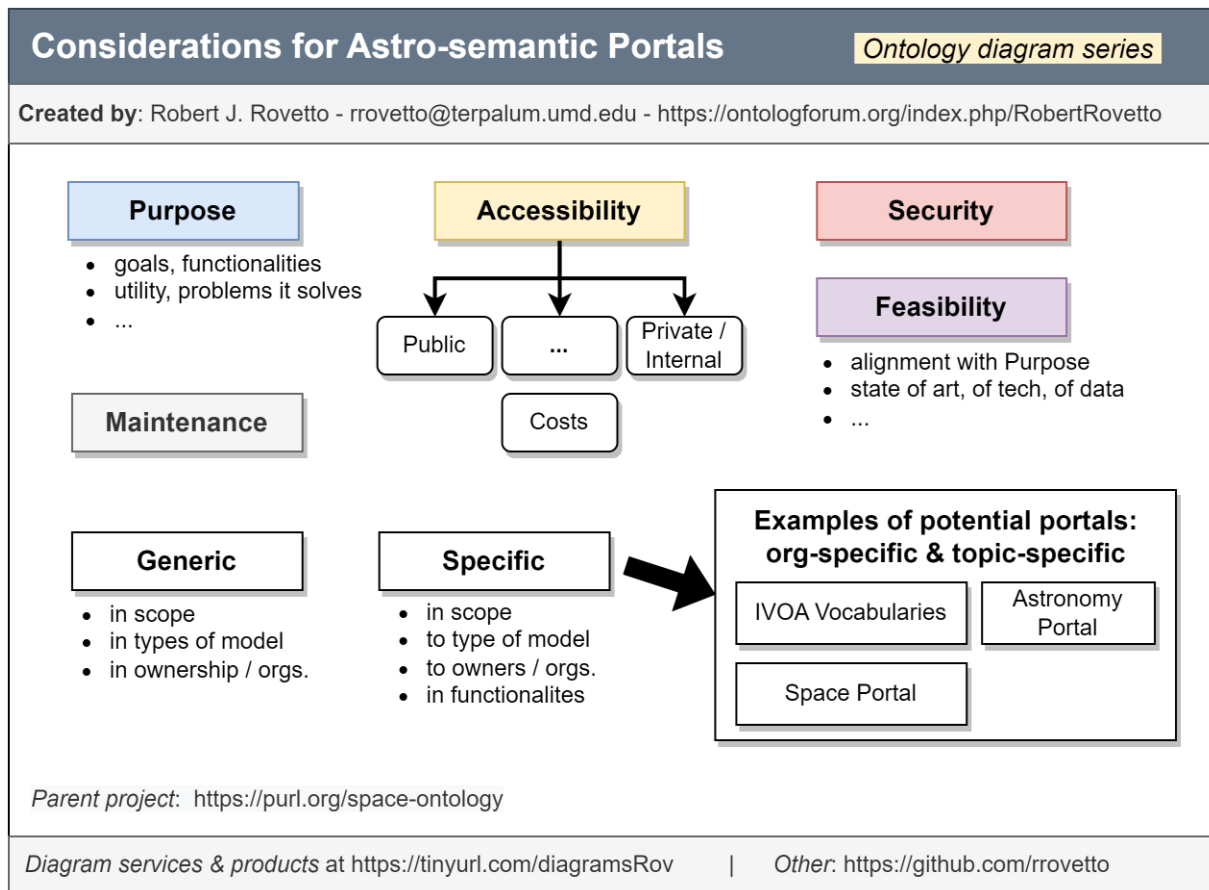 Considerations for Astro-semantic Portals
Ontology diagram series
Created by: Robert J. Rovetto - rrovetto@terpalum.umd.edu - https://ontologforum.org/index.php/RobertRovetto
Purpose
• goals, functionalities
• utility, problems it solves
• ...
Accessibility
Public
...
Private /
Internal
Costs
Security
Feasibility
• alignment with Purpose
• state of art, of tech, of data
• ...
Maintenance
Generic
• in scope
• in types of model
• in ownership / orgs.
Specific
• in scope
• to type of model
• to owners / orgs.
• in functionalites
Examples of potential portals:
org-specific & topic-specific
IVOA Vocabularies
Astronomy
Portal
Space Portal
Parent project: https://purl.org/space-ontology
Diagram services & products at https://tinyurl.com/diagramsRov | Other: https://github.com/rrovetto